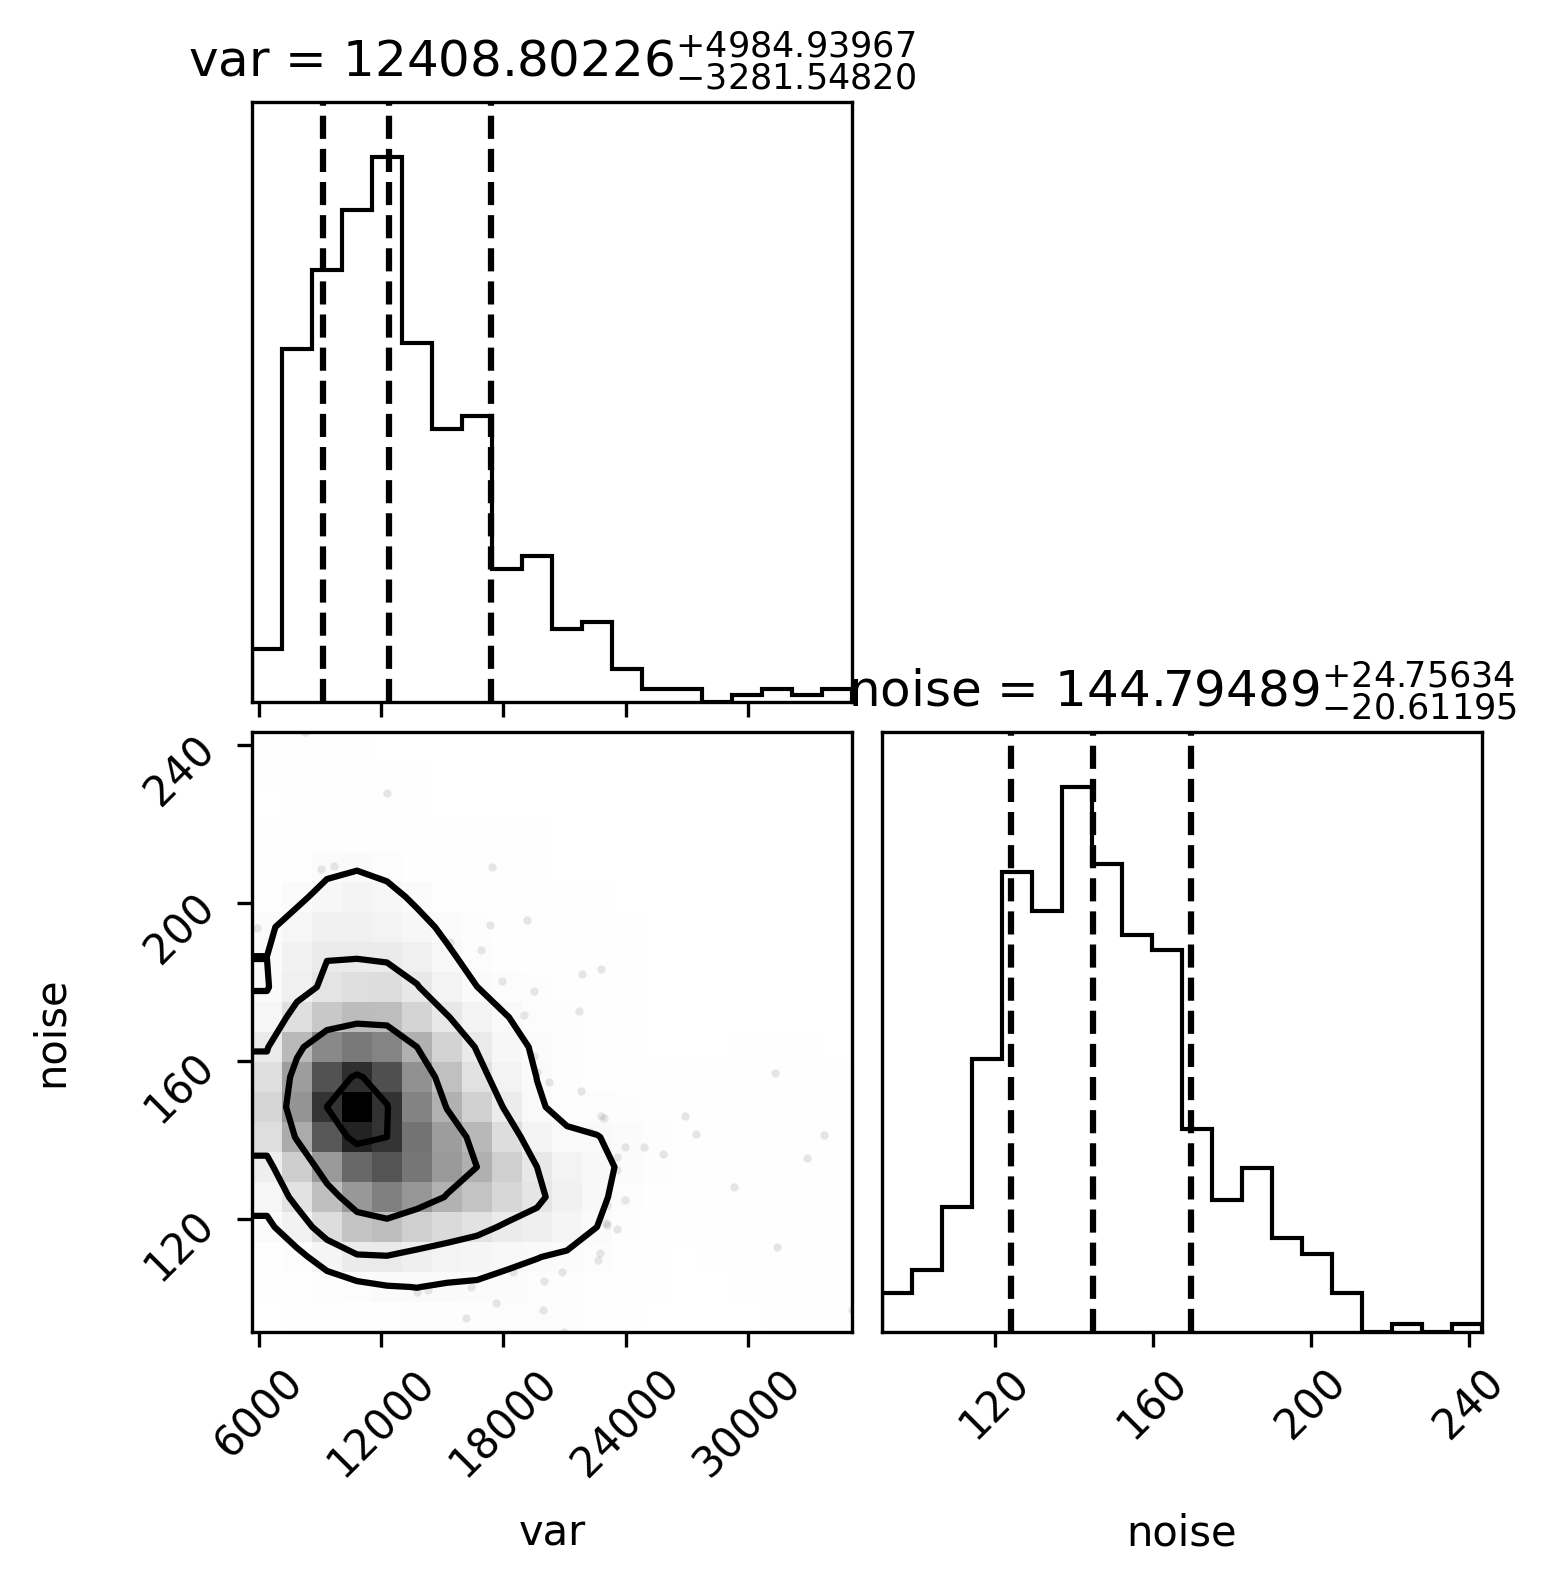 var = 12408.80226+4984.93967−3281.54820
noise = 144.79489+24.75634−20.61195
240
200
160
120
noise
6000 12000 18000 24000 30000
120 160 200 240
var
noise